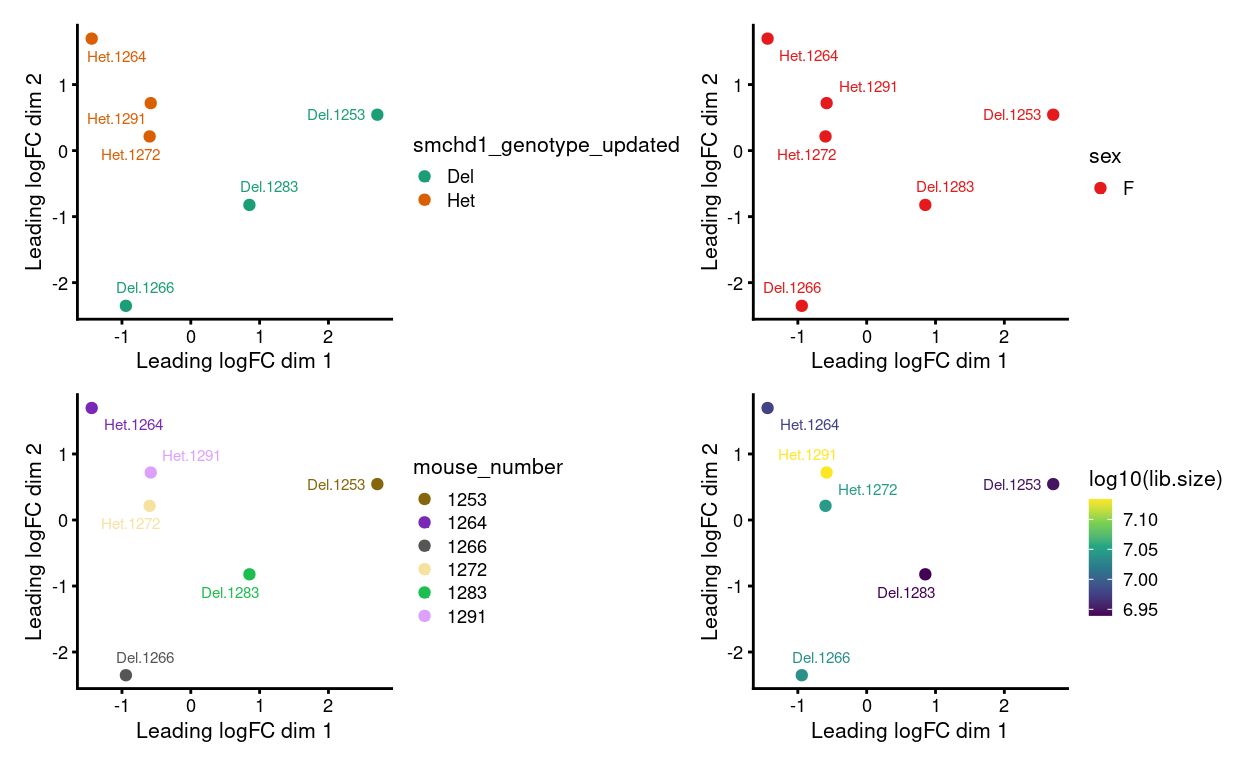 Het.1264
Het.1291
Het.1272
Del.1253
Del.1283
Del.1266
1
0
-1
-2
-1
0
1
2
Leading logFC dim 1
Leading logFC dim 2
smchd1_genotype_updated
Del
Het
Het.1264
Het.1291
Het.1272
Del.1253
Del.1283
Del.1266
1
0
-1
-2
-1
0
1
2
Leading logFC dim 1
Leading logFC dim 2
sex
F
Het.1264
Het.1291
Het.1272
Del.1253
Del.1283
Del.1266
1
0
-1
-2
-1
0
1
2
Leading logFC dim 1
Leading logFC dim 2
mouse_number
1253
1264
1266
1272
1283
1291
Het.1264
Het.1291
Het.1272
Del.1253
Del.1283
Del.1266
1
0
-1
-2
-1
0
1
2
Leading logFC dim 1
Leading logFC dim 2
log10(lib.size)
7.10
7.05
7.00
6.95